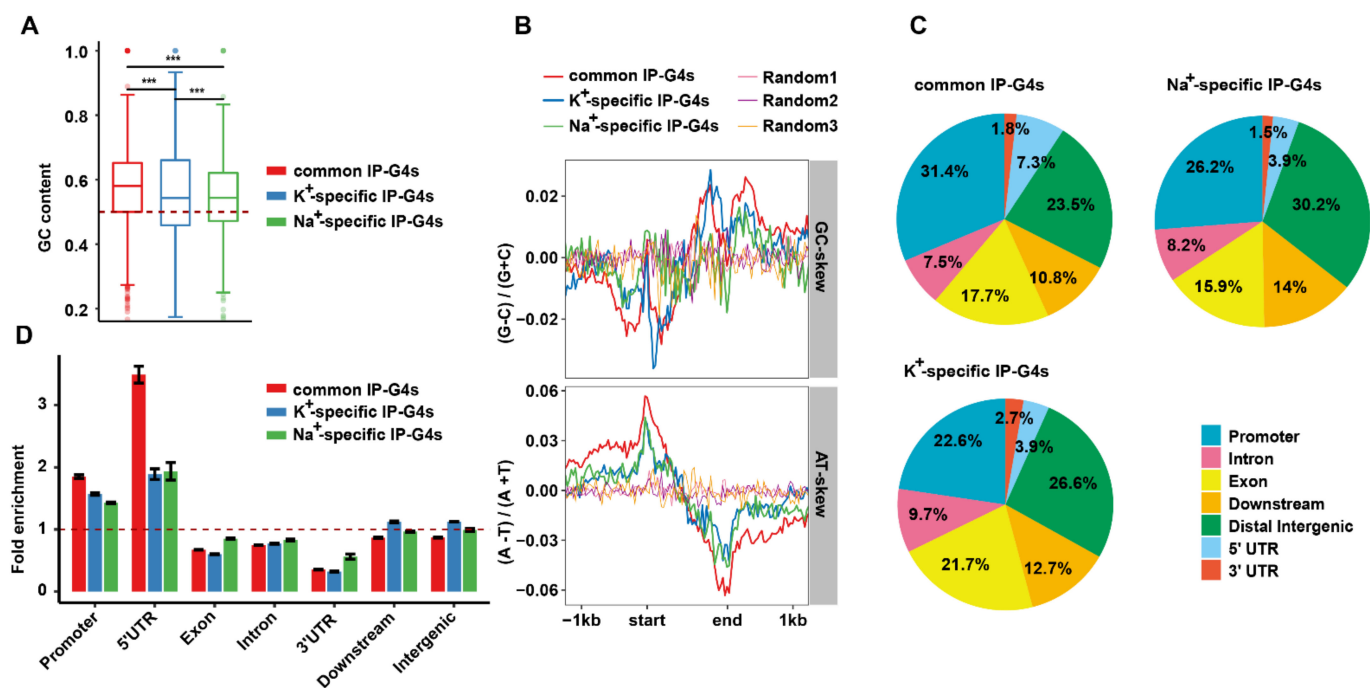 A
GC content
1.0
0.8
0.6
0.4
0.2
***
***
***
common IP-G4s
K+-specific IP-G4s
Na+-specific IP-G4s
B
common IP-G4s
K+-specific IP-G4s
Na+-specific IP-G4s
Random1
Random2
Random3
(G-C) / (G+C)
0.02
0.00
−0.02
GC-skew
(A -T) / (A +T)
0.06
0.03
0.00
−0.03
−0.06
AT-skew
−1kb
start
end
1kb
C
common IP-G4s
1.8%
7.3%
31.4%
23.5%
7.5%
10.8%
17.7%
Na+-specific IP-G4s
1.5%
3.9%
26.2%
30.2%
8.2%
15.9%
14%
K+-specific IP-G4s
2.7%
3.9%
22.6%
26.6%
9.7%
21.7%
12.7%
Promoter
Intron
Exon
Downstream
Distal Intergenic
5' UTR
3' UTR
D
Fold enrichment
3
2
1
0
common IP-G4s
K+-specific IP-G4s
Na+-specific IP-G4s
Promoter
5'UTR
Exon
Intron
3'UTR
Downstream
Intergenic